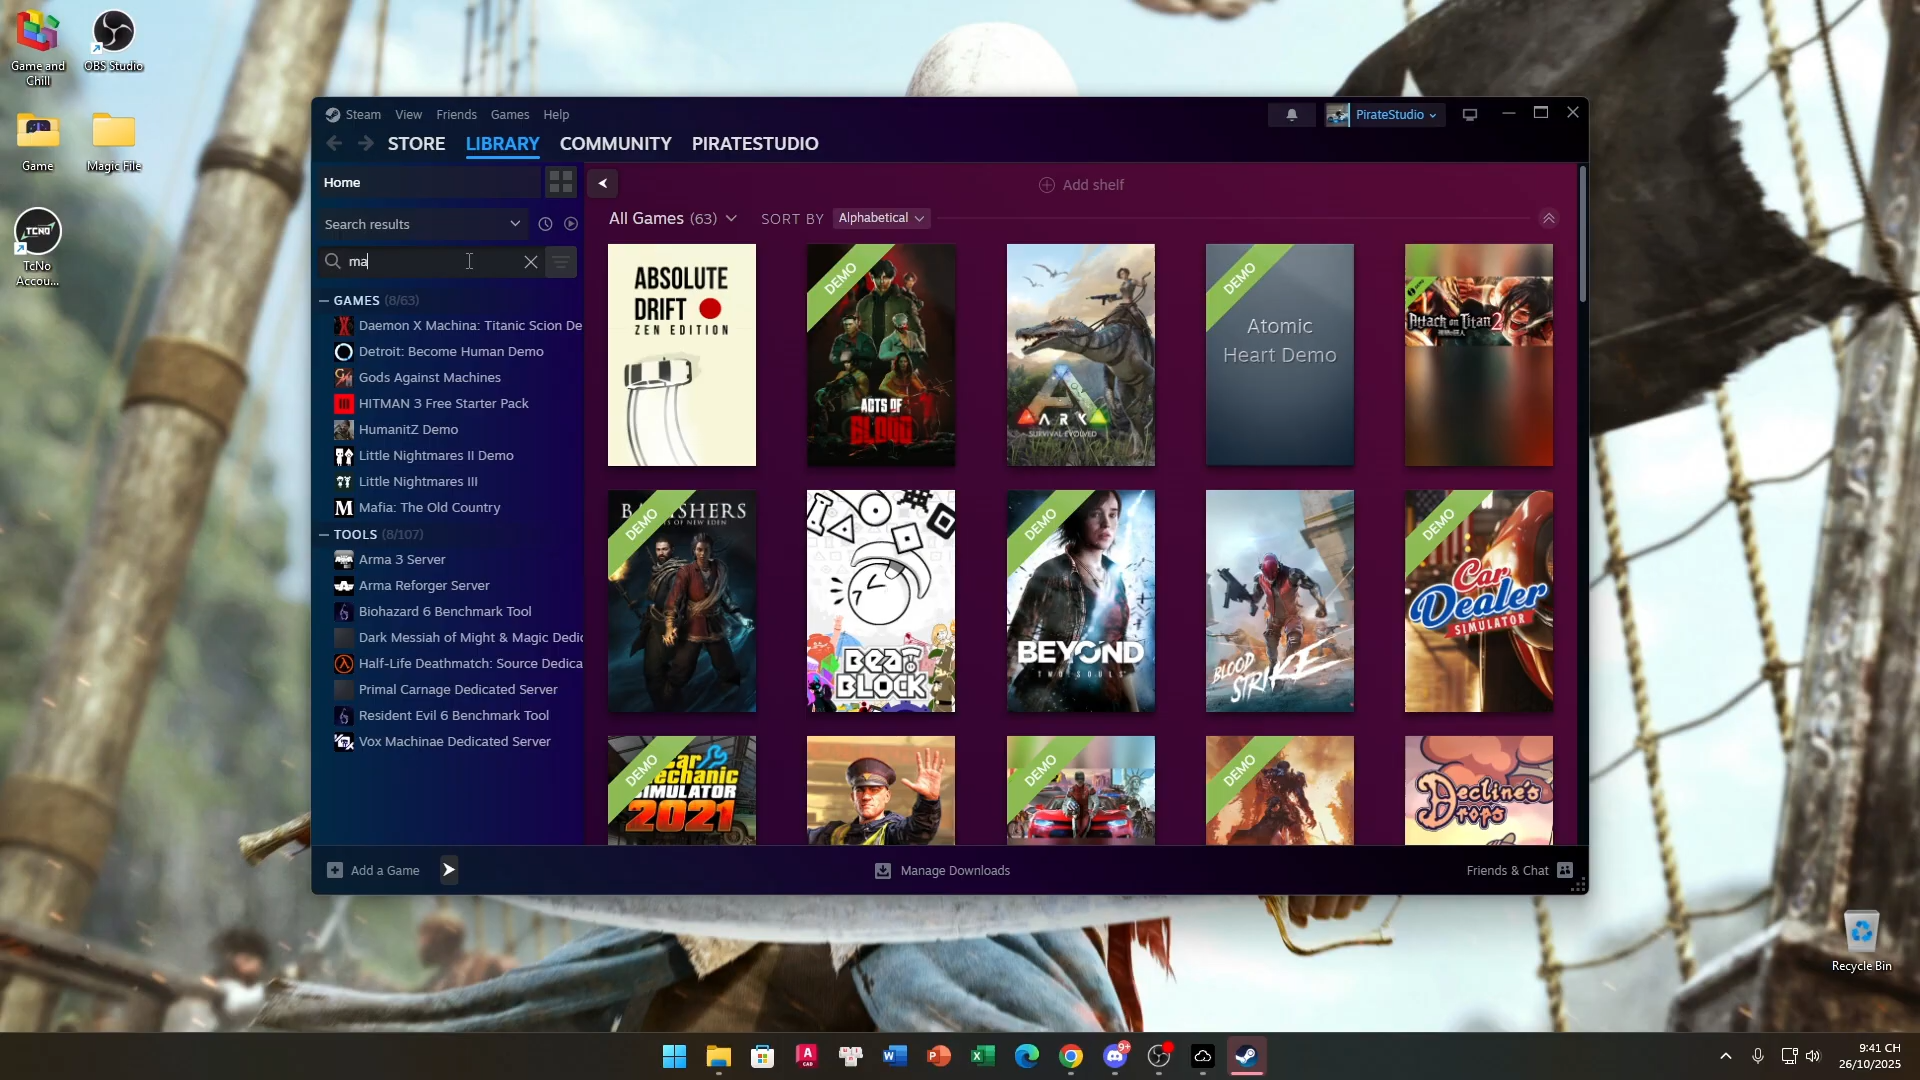 Game and
Chill
OBS Studio
Game
Magic File
TCNO
TcNo
Accou...
Steam
View
Friends
Games
Help
PirateStudio
STORE
LIBRARY
COMMUNITY
PIRATESTUDIO
Home
Add shelf
Search results
All Games (63)
SORT BY
Alphabetical
ma
GAMES (8/63)
Daemon X Machina: Titanic Scion De
Detroit: Become Human Demo
Gods Against Machines
HITMAN 3 Free Starter Pack
HumanitZ Demo
Little Nightmares II Demo
Little Nightmares III
Mafia: The Old Country
TOOLS (8/107)
Arma 3 Server
Arma Reforger Server
Biohazard 6 Benchmark Tool
Dark Messiah of Might & Magic Dedic
Half-Life Deathmatch: Source Dedica
Primal Carnage Dedicated Server
Resident Evil 6 Benchmark Tool
Vox Machinae Dedicated Server
ABSOLUTE
DRIFT
ZEN EDITION
DEMO
ACTS OF
BLOOD
ARK
SURVIVAL EVOLVED
DEMO
Atomic
Heart Demo
Attack on Titan 2
DEMO
BEAT
BLOCK
DEMO
BEYOND
TWO SOULS
BLOOD
STRIKE
DEMO
Car
Dealer
SIMULATOR
DEMO
SIMULATOR
2021
DEMO
DEMO
Decline's
Drops
Add a Game
Manage Downloads
Friends & Chat
Recycle Bin
9+
9:41 CH
26/10/2025